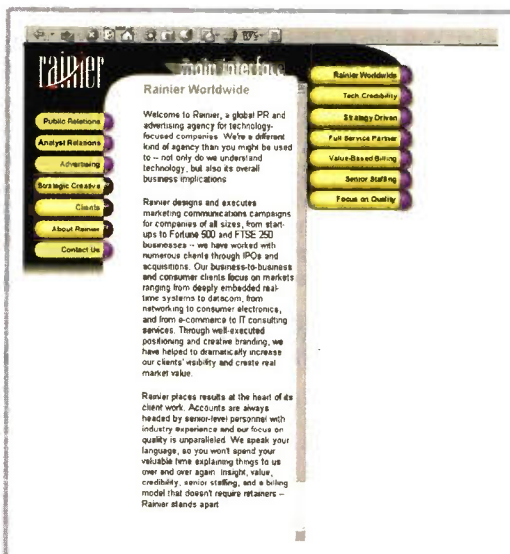 rainier
main interface
Public Relations
Analyst Relations
Advertising
Strategic Creative
Clients
About Rainier
Contact Us
Rainier Worldwide
Welcome to Rainier, a global PR and
advertising agency for technology-
focused companies. We're a different
kind of agency than you might be used
to – not only do we understand
technology, but also its overall
business implications.
Rainier designs and executes
marketing communications campaigns
for companies of all sizes, from start-
ups to Fortune 500 and FTSE 250
businesses – we have worked with
numerous clients through IPOs and
acquisitions. Our business-to-business
and consumer clients focus on markets
ranging from deeply embedded real-
time systems to datacom, from
networking to consumer electronics,
and from e-commerce to IT consulting
services. Through well-executed
positioning and creative branding, we
have helped to dramatically increase
our clients' visibility and create real
market value.
Rainier places results at the heart of its
client work. Accounts are always
headed by senior-level personnel with
industry experience and our focus on
quality is unparalleled. We speak your
language, so you won't spend your
valuable time explaining things to us
over and over again. Insight, value,
credibility, senior staffing, and a billing
model that doesn't require retainers –
Rainier stands apart.
Rainier Worldwide
Tech Credibility
Strategy Driven
Full Service Partner
Value-Based Billing
Senior Staffing
Focus on Quality